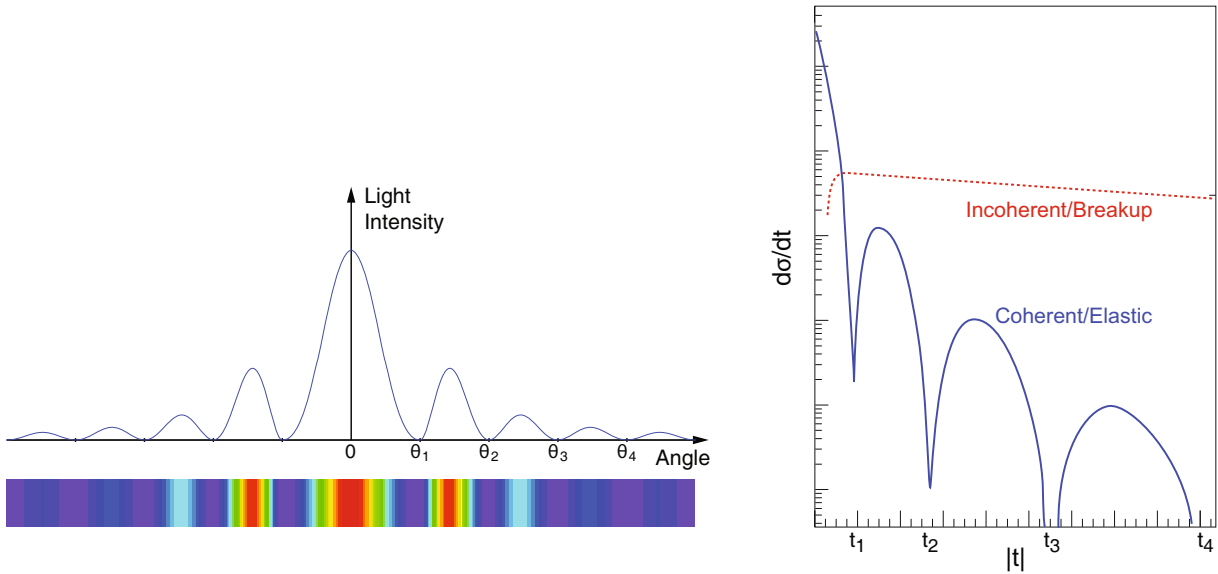 Light
Intensity
0 θ1 θ2 θ3 θ4 Angle
dσ/dt
Incoherent/Breakup
Coherent/Elastic
t1 t2 t3 t4
|t|